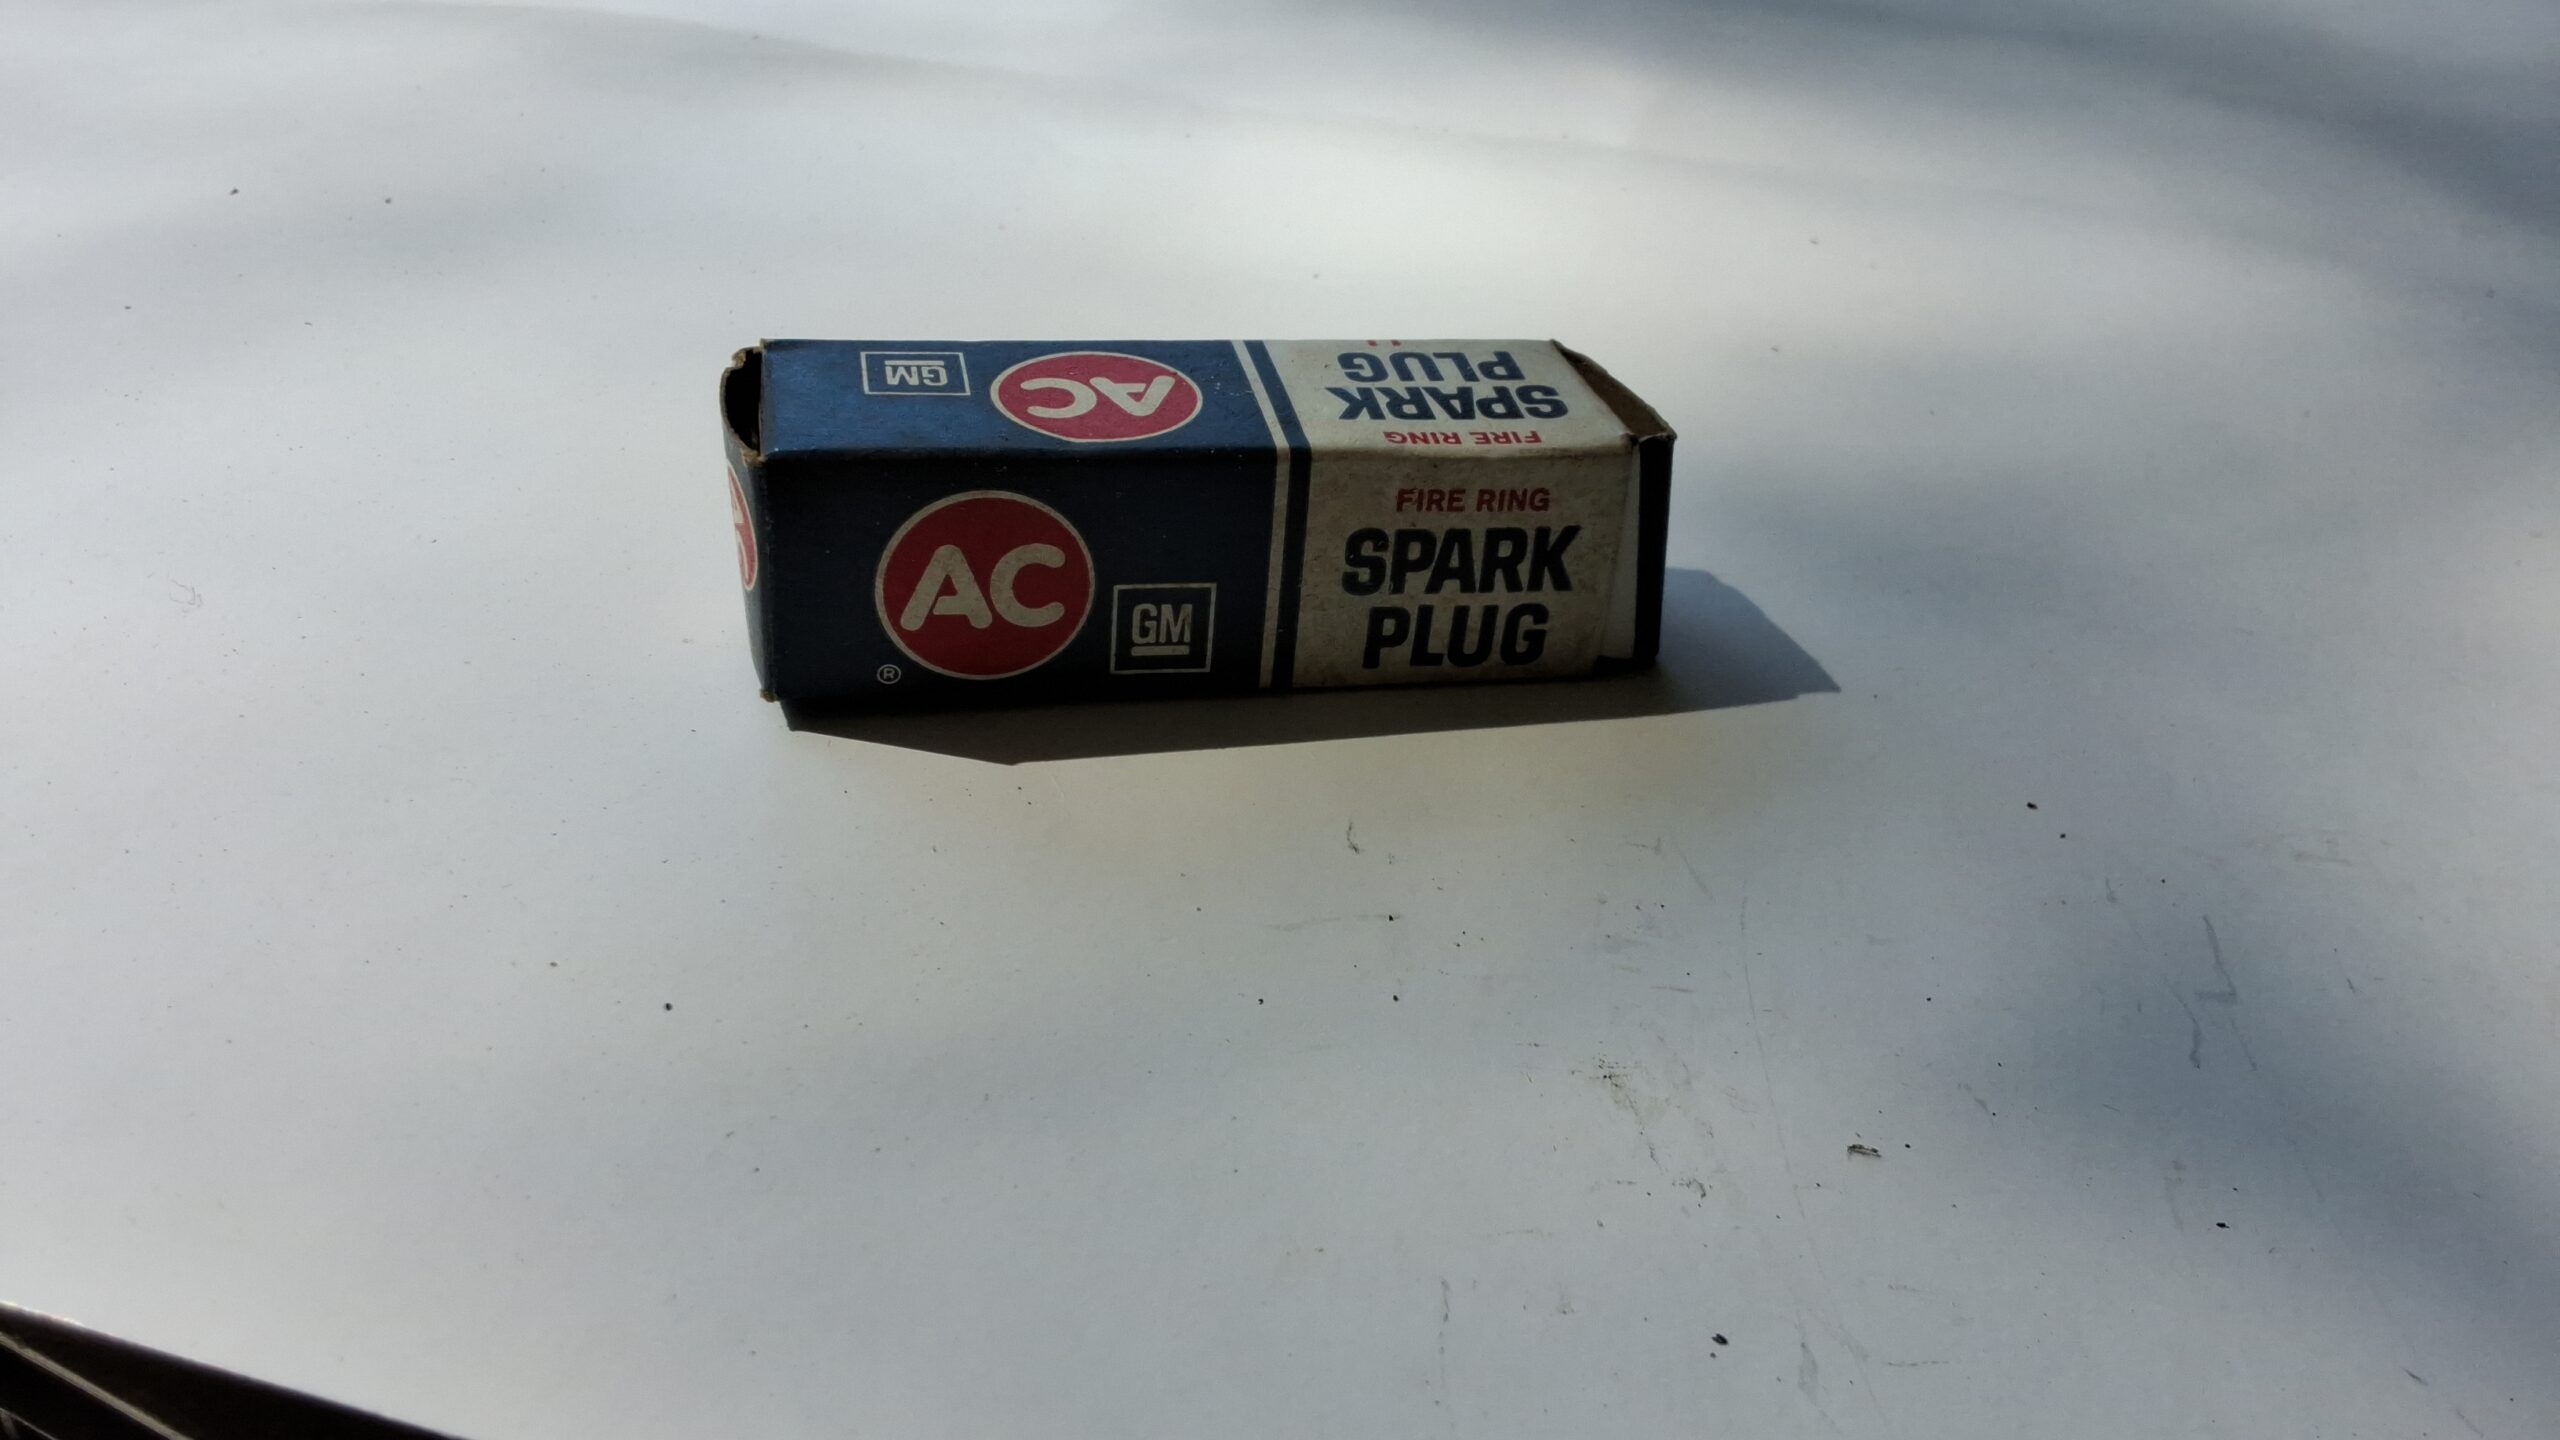 GM
AC
FIRE RING
SPARK
PLUG
AC
®
GM
FIRE RING
SPARK
PLUG